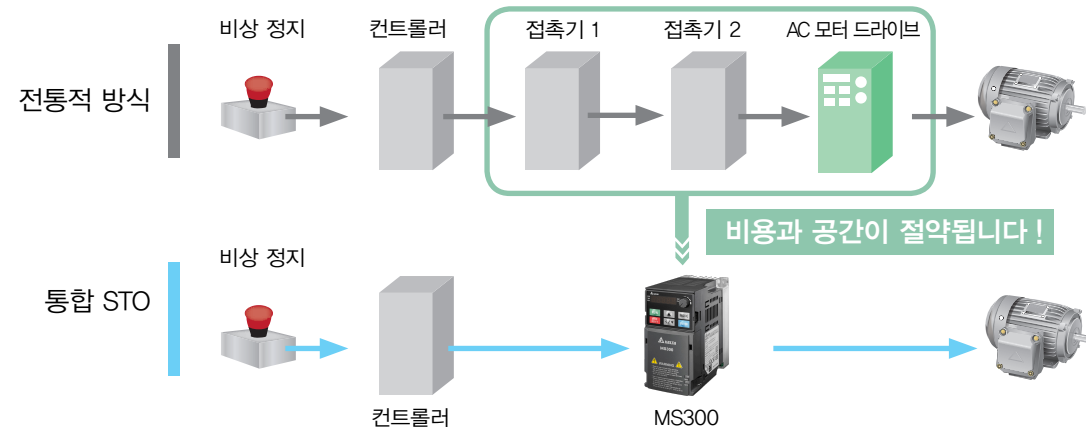 비상 정지
컨트롤러
접촉기 1
접촉기 2
AC 모터 드라이브
전통적 방식
비용과 공간이 절약됩니다!
비상 정지
통합 STO
컨트롤러
MS300